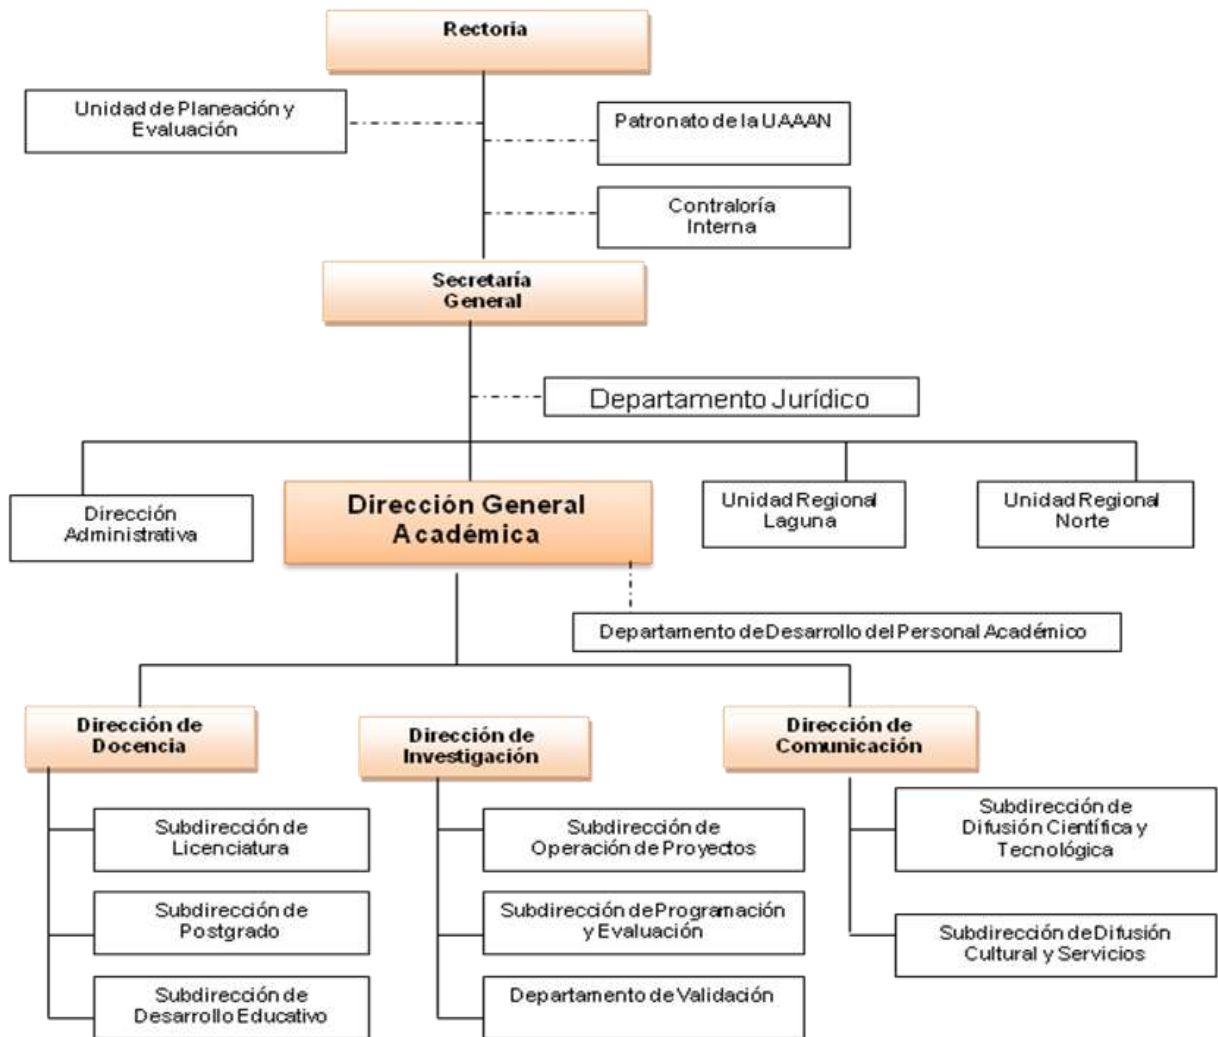 Rectoria
Unidad de Planeación y
Evaluación
Patronato de la UAAAN
Contraloría
Interna
Secretaría
General
Departamento Jurídico
Dirección
Administrativa
Dirección General
Académica
Unidad Regional
Laguna
Unidad Regional
Norte
Departamento de Desarrollo del Personal Académico
Dirección de
Docencia
Dirección de
Investigación
Dirección de
Comunicación
Subdirección de
Licenciatura
Subdirección de
Postgrado
Subdirección de
Desarrollo Educativo
Subdirección de
Operación de Proyectos
Subdirección de Programación
y Evaluación
Departamento de Validación
Subdirección de
Difusión Científica y
Tecnológica
Subdirección de Difusión
Cultural y Servicios